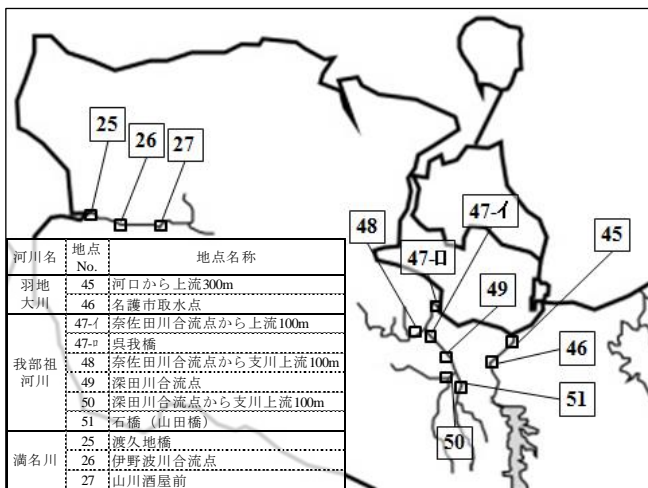 25
26
27
47-イ
48
45
47-ロ
49
46
51
50
河川名 地点No. 地点名称
羽地大川 45 河口から上流300m
46 名護市取水点
我部祖河川 47-イ 奈佐田川合流点から上流100m
47-ロ 呉我橋
48 奈佐田川合流点から支川上流100m
49 深田川合流点
50 深田川合流点から支川上流100m
51 石橋（山田橋）
満名川 25 渡久地橋
26 伊野波川合流点
27 山川酒屋前